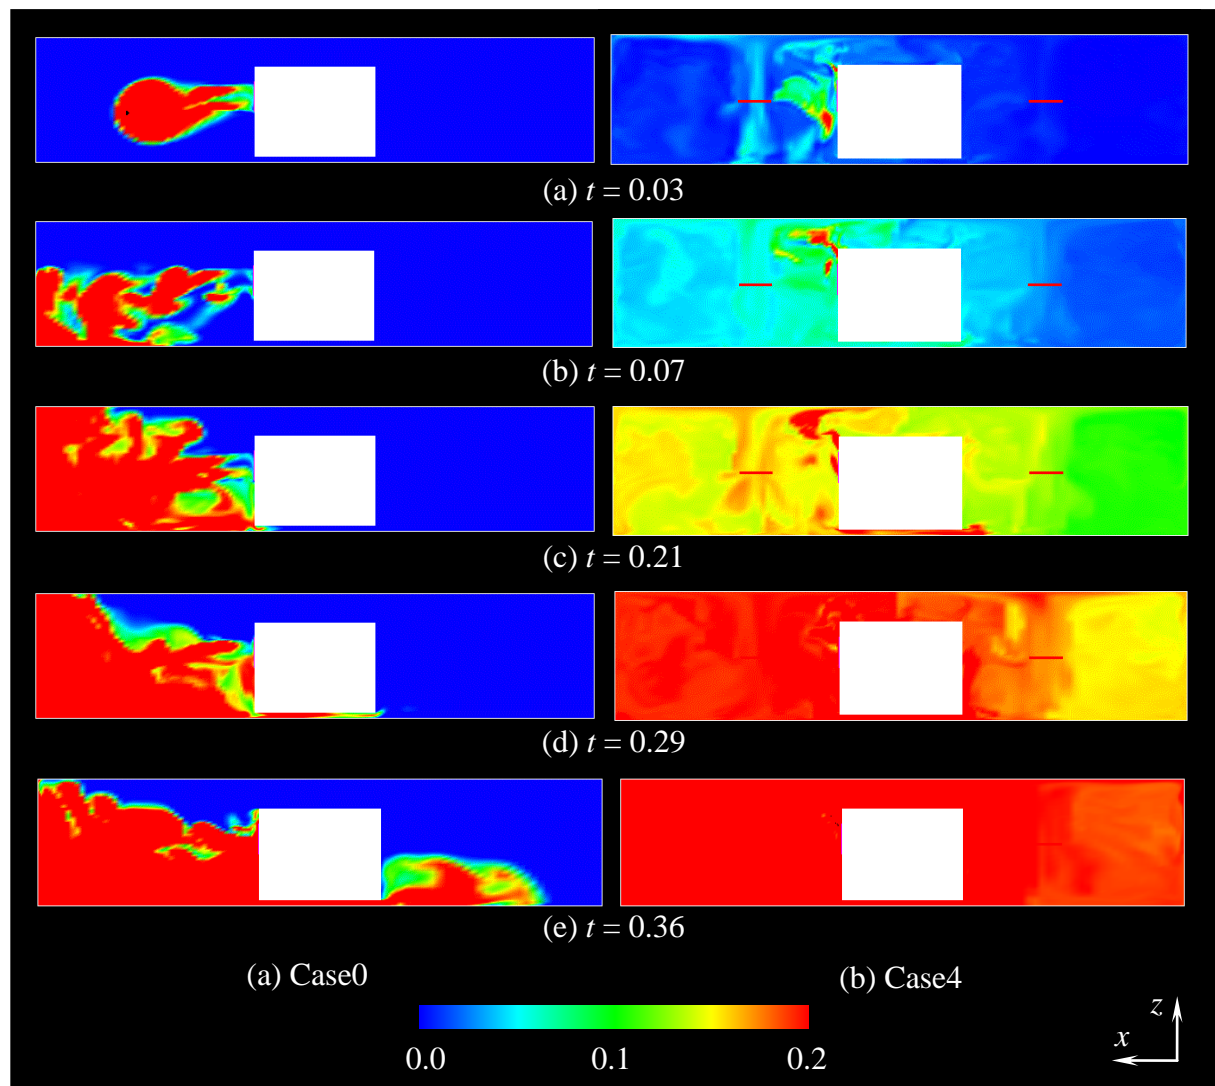 (a) t = 0.03
(b) t = 0.07
(c) t = 0.21
(d) t = 0.29
(e) t = 0.36
(a) Case0
(b) Case4
0.0 0.1 0.2
z
x